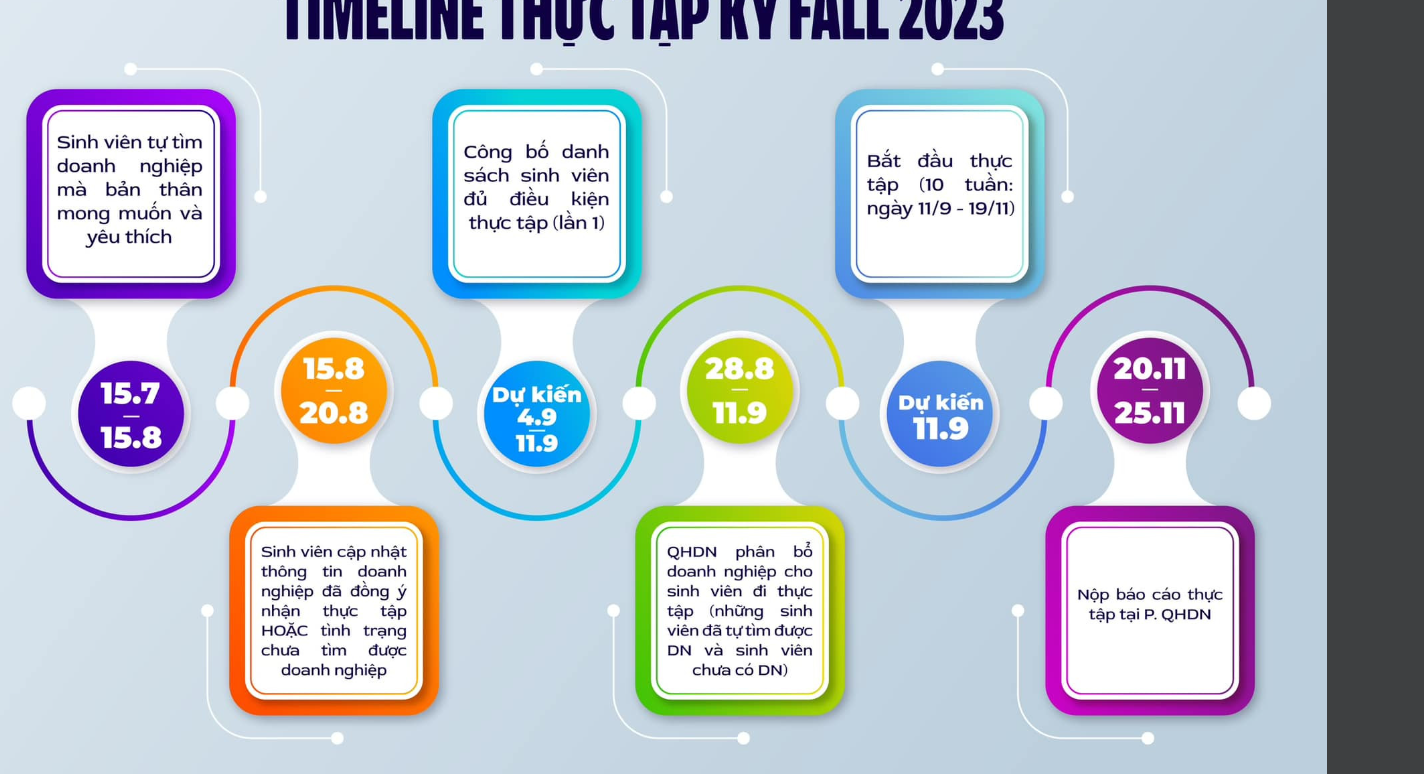 TIMELINE THỰC TẬP KỲ FALL 2023
Sinh viên tự tìm
doanh nghiệp
mà bản thân
mong muốn và
yêu thích
15.7
15.8
15.8
20.8
Sinh viên cập nhật
thông tin doanh
nghiệp đã đồng ý
nhận thực tập
HOẶC tình trạng
chưa tìm được
doanh nghiệp
Công bố danh
sách sinh viên
đủ điều kiện
thực tập (lần 1)
Dự kiến
4.9
11.9
28.8
11.9
QHDN phân bổ
doanh nghiệp cho
sinh viên đi thực
tập (những sinh
viên đã tự tìm được
DN và sinh viên
chưa có DN)
Bắt đầu thực
tập (10 tuần:
ngày 11/9 - 19/11)
Dự kiến
11.9
20.11
25.11
Nộp báo cáo thực
tập tại P. QHDN